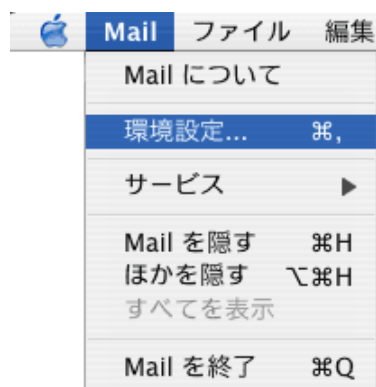 Mail ファイル 編集
Mail について
環境設定... ⌘,
サービス ▶
Mail を隠す ⌘H
ほかを隠す ⌥⌘H
すべてを表示
Mail を終了 ⌘Q